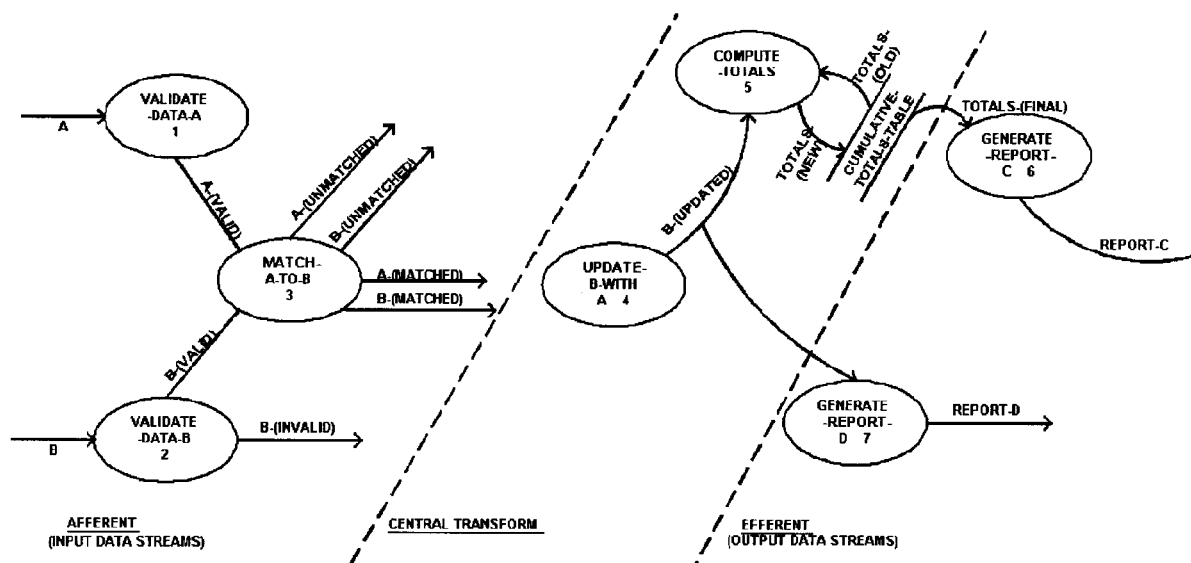 A
VALIDATE
-DATA-A
1
A-(VALID)
A-(UNMATCHED)
B-(UNMATCHED)
MATCH-
A-TO-B
3
A-(MATCHED)
B-(MATCHED)
B-(VALID)
B
VALIDATE
-DATA-B
2
B-(INVALID)
AFFERENT
(INPUT DATA STREAMS)
UPDATE-
B-WITH
A 4
B-(UPDATED)
COMPUTE
-TOTALS
5
TOTALS-
(OLD)
TOTALS-
(NEW)
CUMULATIVE-
TOTALS-TABLE
CENTRAL TRANSFORM
TOTALS-(FINAL)
GENERATE
-REPORT-
C 6
REPORT-C
GENERATE
-REPORT-
D 7
REPORT-D
EFFERENT
(OUTPUT DATA STREAMS)